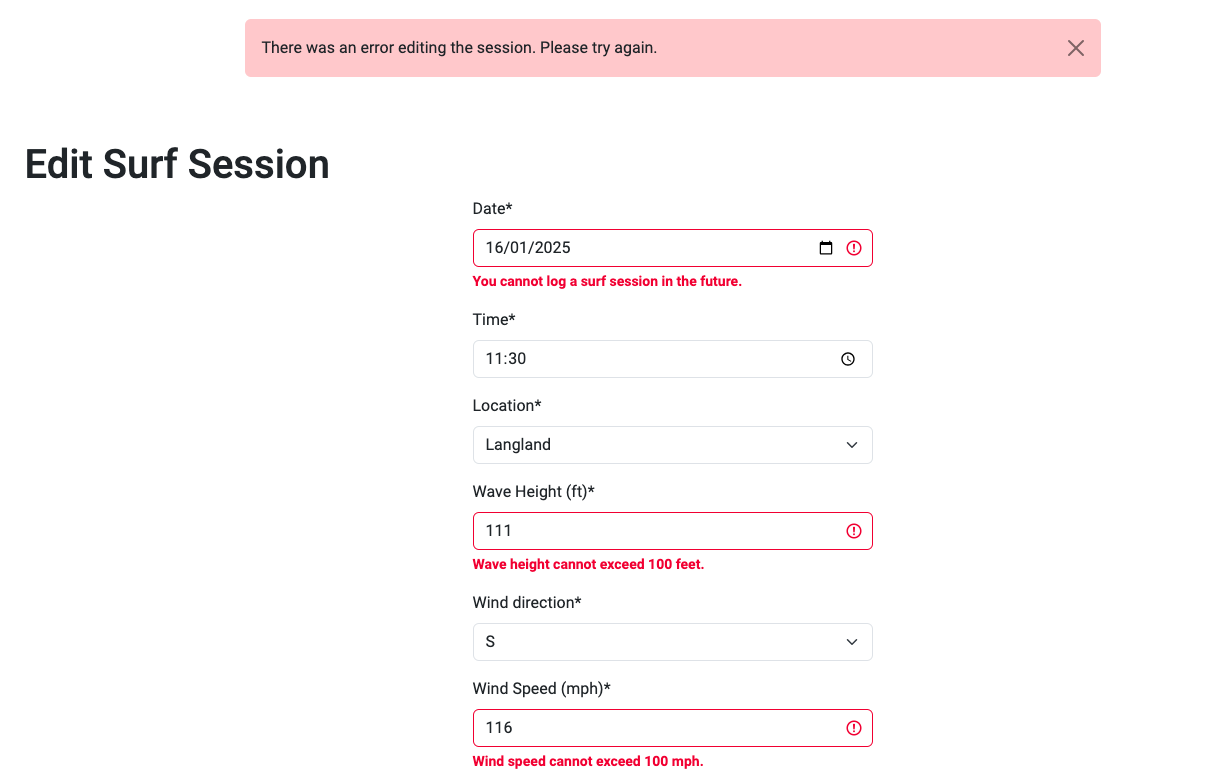 There was an error editing the session. Please try again.
Edit Surf Session
Date*
16/01/2025
You cannot log a surf session in the future.
Time*
11:30
Location*
Langland
Wave Height (ft)*
111
Wave height cannot exceed 100 feet.
Wind direction*
S
Wind Speed (mph)*
116
Wind speed cannot exceed 100 mph.